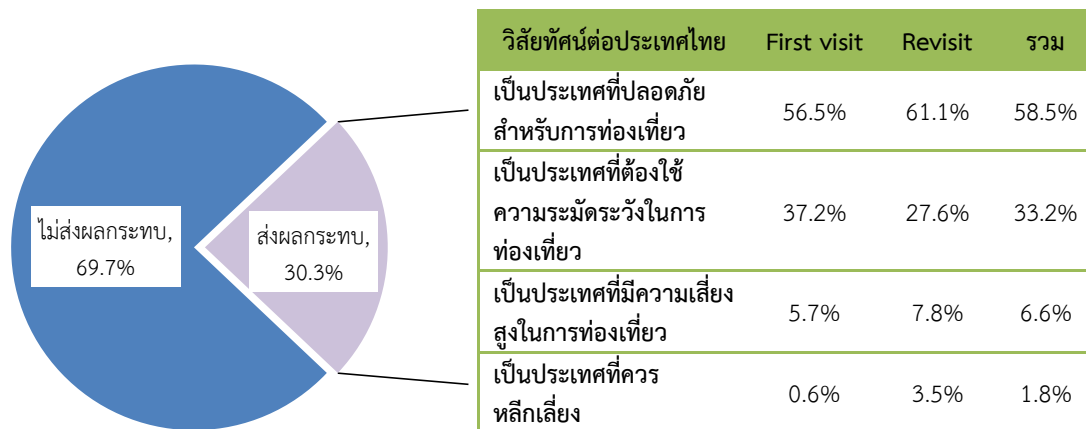 วิสัยทัศน์ต่อประเทศไทย First visit Revisit รวม
เป็นประเทศที่ปลอดภัย
สำหรับการท่องเที่ยว 56.5% 61.1% 58.5%
เป็นประเทศที่ต้องใช้
ความระมัดระวังในการ 37.2% 27.6% 33.2%
ท่องเที่ยว
เป็นประเทศที่มีความเสี่ยง
สูงในการท่องเที่ยว 5.7% 7.8% 6.6%
เป็นประเทศที่ควร
หลีกเลี่ยง 0.6% 3.5% 1.8%
ไม่ส่งผลกระทบ,
69.7%
ส่งผลกระทบ,
30.3%